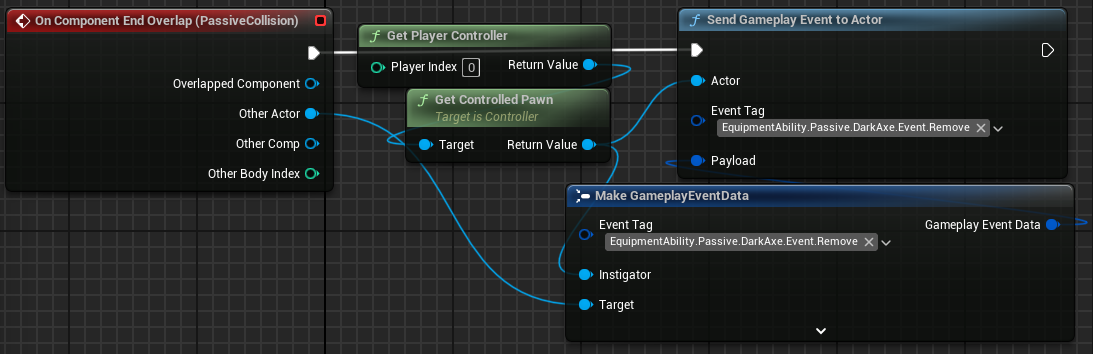 On Component End Overlap (PassiveCollision)
Overlapped Component
Other Actor
Other Comp
Other Body Index
Get Player Controller
Player Index 0
Return Value
Get Controlled Pawn
Target is Controller
Target
Return Value
Send Gameplay Event to Actor
Actor
Event Tag
EquipmentAbility.Passive.DarkAxe.Event.Remove
Payload
Make GameplayEventData
Event Tag
EquipmentAbility.Passive.DarkAxe.Event.Remove
Gameplay Event Data
Instigator
Target